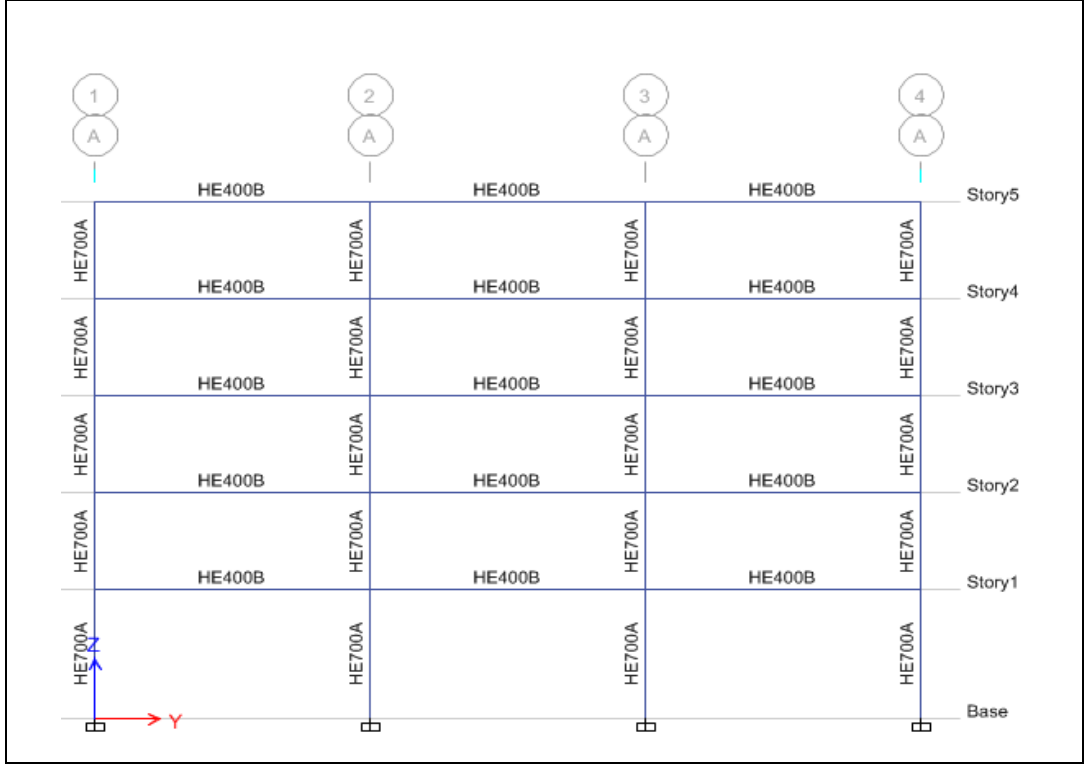 1 2 3 4
A A A A
HE400B HE400B HE400B Story5
HE700A HE700A HE700A HE700A
HE400B HE400B HE400B Story4
HE700A HE700A HE700A HE700A
HE400B HE400B HE400B Story3
HE700A HE700A HE700A HE700A
HE400B HE400B HE400B Story2
HE700A HE700A HE700A HE700A
HE400B HE400B HE400B Story1
HE700A HE700A HE700A HE700A
Z
Base
Y